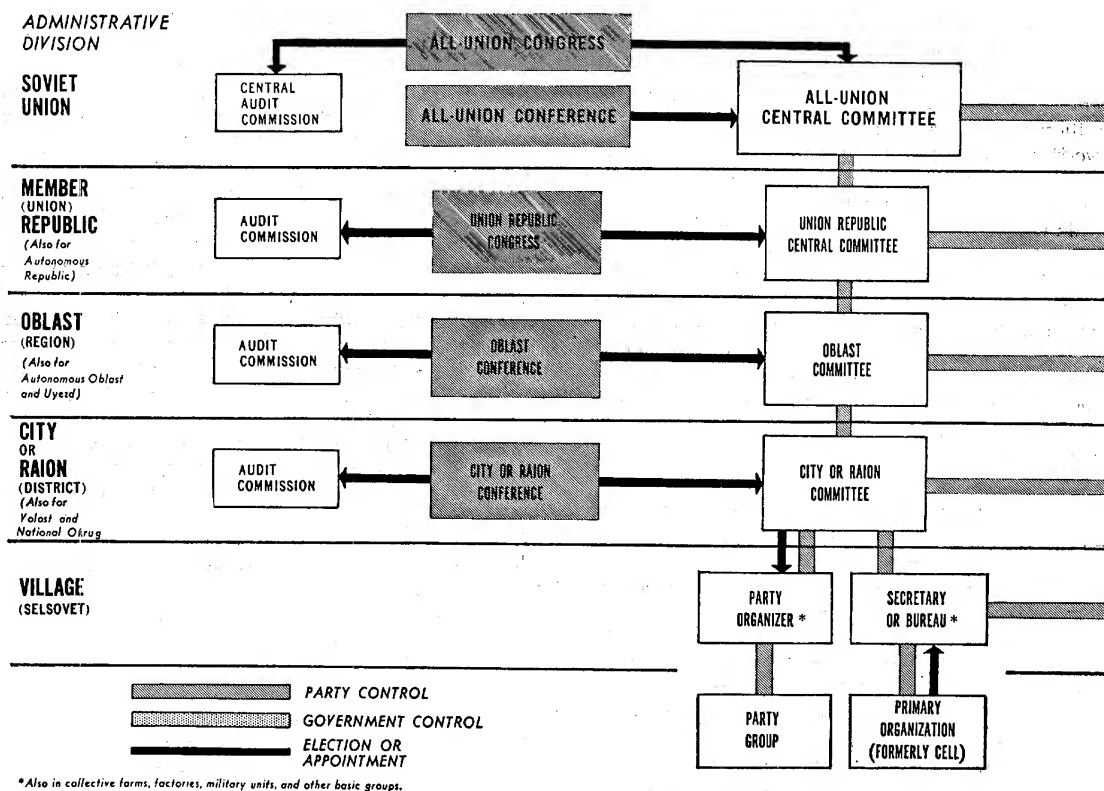 ADMINISTRATIVE
DIVISION
SOVIET
UNION
ALL-UNION CONGRESS
CENTRAL
AUDIT
COMMISSION
ALL-UNION CONFERENCE
ALL-UNION
CENTRAL COMMITTEE
MEMBER
(UNION)
REPUBLIC
(Also for
Autonomous
Republic)
AUDIT
COMMISSION
UNION REPUBLIC
CONGRESS
UNION REPUBLIC
CENTRAL COMMITTEE
OBLAST
(REGION)
(Also for
Autonomous Oblast
and Uyezd)
AUDIT
COMMISSION
OBLAST
CONFERENCE
OBLAST
COMMITTEE
CITY
OR
RAION
(DISTRICT)
(Also for
Volost and
National Okrug
AUDIT
COMMISSION
CITY OR RAION
CONFERENCE
CITY OR RAION
COMMITTEE
VILLAGE
(SELSOVET)
PARTY
ORGANIZER *
SECRETARY
OR BUREAU *
PARTY
GROUP
PRIMARY
ORGANIZATION
(FORMERLY CELL)
PARTY CONTROL
GOVERNMENT CONTROL
ELECTION OR
APPOINTMENT
*Also in collective farms, factories, military units, and other basic groups.